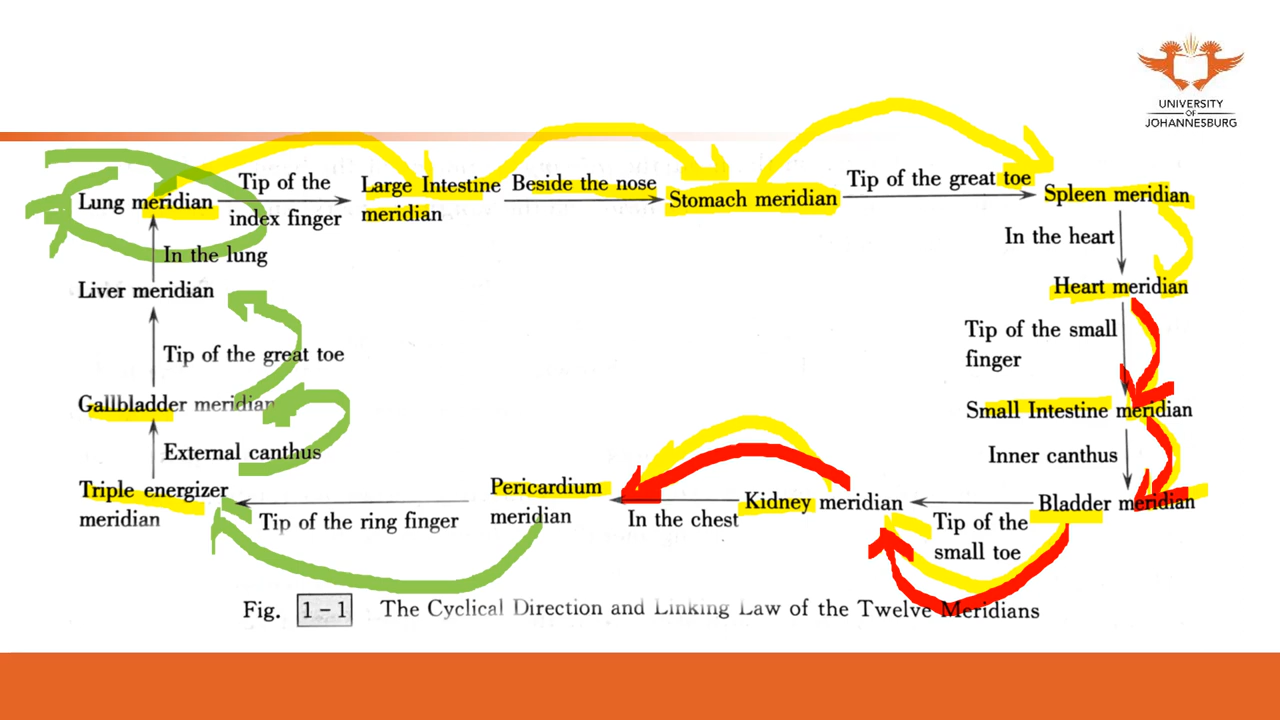 UNIVERSITY
OF
JOHANNESBURG
Lung meridian
Tip of the
index finger
Large Intestine
meridian
Beside the nose
Stomach meridian
Tip of the great toe
Spleen meridian
In the heart
Heart meridian
Tip of the small
finger
Small Intestine meridian
Inner canthus
Bladder meridian
Tip of the
small toe
Kidney meridian
In the chest
Pericardium
meridian
Tip of the ring finger
Triple energizer
meridian
External canthus
Gallbladder meridian
Tip of the great toe
Liver meridian
In the lung
Fig. 1-1 The Cyclical Direction and Linking Law of the Twelve Meridians